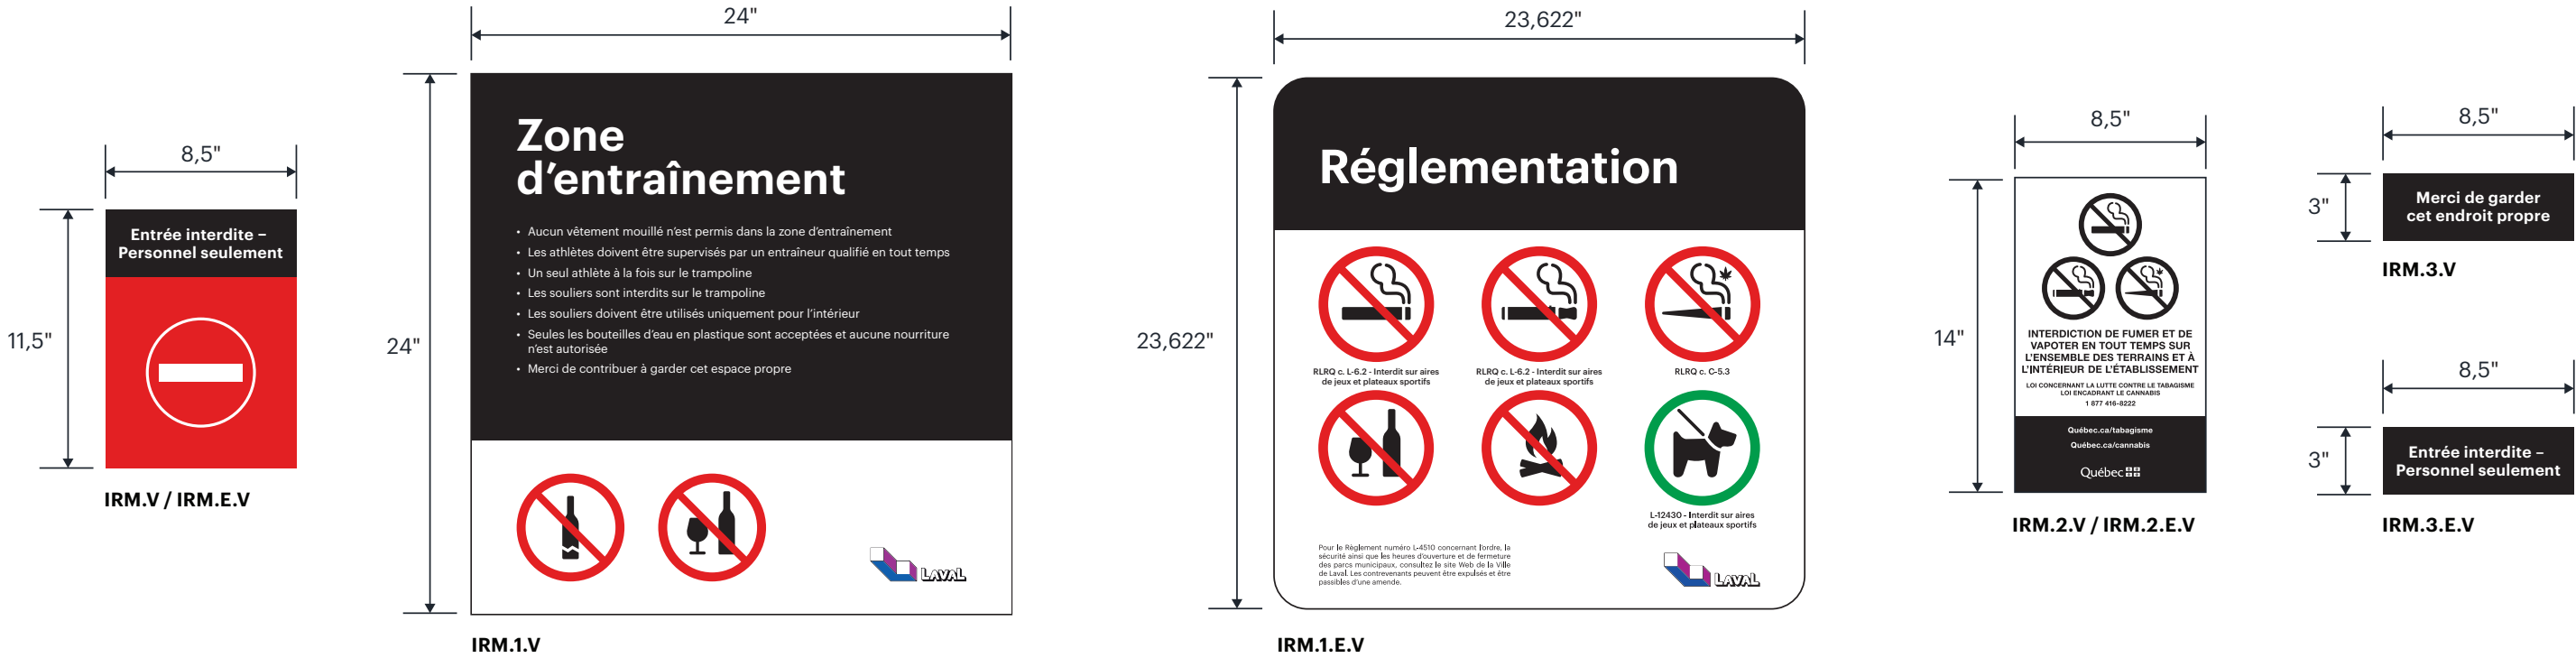 8,5"
11,5"
Entrée interdite –
Personnel seulement
IRM.V / IRM.E.V
24"
24"
Zone
d’entraînement
• Aucun vêtement mouillé n’est permis dans la zone d’entraînement
• Les athlètes doivent être supervisés par un entraîneur qualifié en tout temps
• Un seul athlète à la fois sur le trampoline
• Les souliers sont interdits sur le trampoline
• Les souliers doivent être utilisés uniquement pour l’intérieur
• Seules les bouteilles d’eau en plastique sont acceptées et aucune nourriture
n’est autorisée
• Merci de contribuer à garder cet espace propre
LAVAL
IRM.1.V
23,622"
23,622"
Réglementation
RLRQ c. L-6.2 - Interdit sur aires
de jeux et plateaux sportifs
RLRQ c. L-6.2 - Interdit sur aires
de jeux et plateaux sportifs
RLRQ c. C-5.3
L-12430 - Interdit sur aires
de jeux et plateaux sportifs
Pour le Règlement numéro L-4510 concernant l’ordre, la
sécurité ainsi que les heures d’ouverture et de fermeture
des parcs municipaux, consultez le site Web de la Ville
de Laval. Les contrevenants peuvent être expulsés et être
passibles d’une amende.
LAVAL
IRM.1.E.V
8,5"
14"
INTERDICTION DE FUMER ET DE
VAPOTER EN TOUT TEMPS SUR
L’ENSEMBLE DES TERRAINS ET À
L’INTÉRIEUR DE L’ÉTABLISSEMENT
LOI CONCERNANT LA LUTTE CONTRE LE TABAGISME
LOI ENCADRANT LE CANNABIS
1 877 416-8222
Québec.ca/tabagisme
Québec.ca/cannabis
Québec
IRM.2.V / IRM.2.E.V
8,5"
3"
Merci de garder
cet endroit propre
IRM.3.V
8,5"
3"
Entrée interdite –
Personnel seulement
IRM.3.E.V